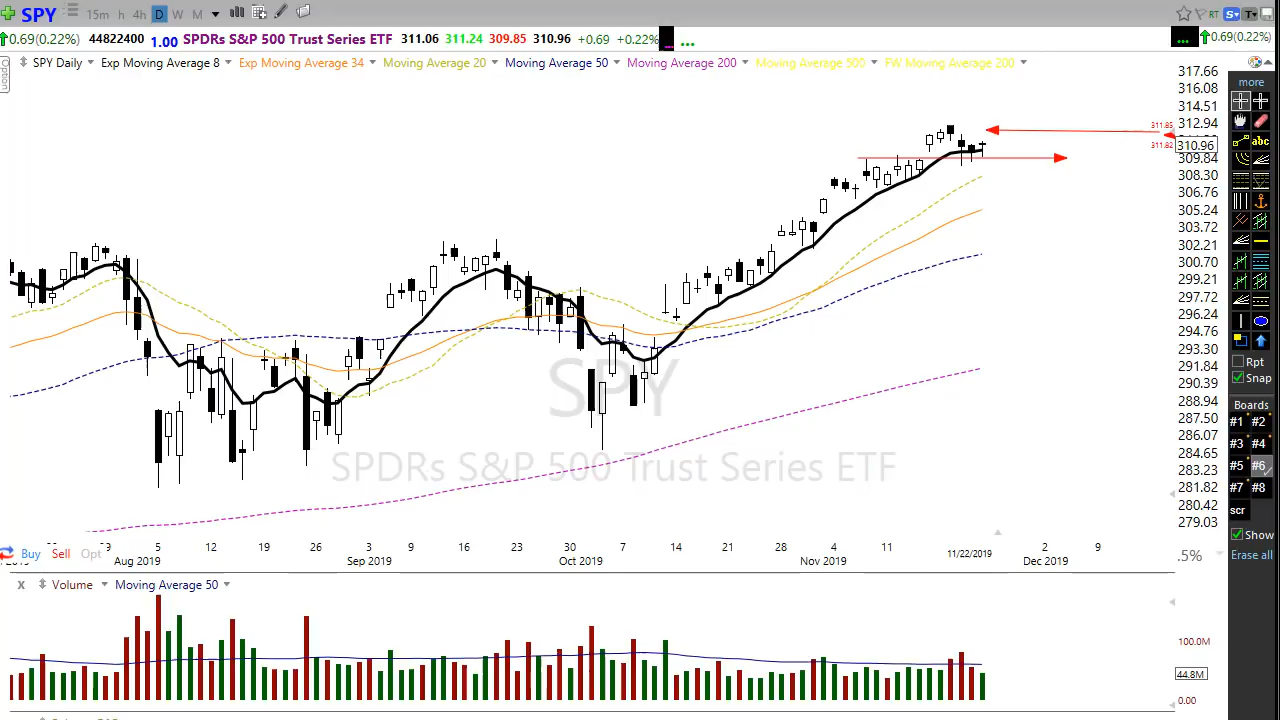 SPY 15m h 4h D W M RT S T
0.69(0.22%) 44822400 1.00 SPDRs S&P 500 Trust Series ETF 311.06 311.24 309.85 310.96 +0.69 +0.22% ... ... 0.69(0.22%)
Option
SPY Daily Exp Moving Average 8 Exp Moving Average 34 Moving Average 20 Moving Average 50 Moving Average 200 Moving Average 500 FW Moving Average 200
317.66
316.08
314.51
312.94
311.85
311.82
310.96
309.84
308.30
306.76
305.24
303.72
302.21
300.70
299.21
297.72
296.24
294.76
293.30
291.84
290.39
288.94
287.50
286.07
284.65
283.23
281.82
280.42
279.03
SPY
SPDRs S&P 500 Trust Series ETF
more
abc
Rpt
Snap
Boards
#1 #2
#3 #4
#5 #6
#7 #8
scr
Show
Erase all
5 12 19 26 3 9 16 23 30 7 14 21 28 4 11 11/22/2019 2 9
Buy Sell Opt
Aug 2019 Sep 2019 Oct 2019 Nov 2019 Dec 2019
.5%
x Volume Moving Average 50
100.0M
44.8M
0.00